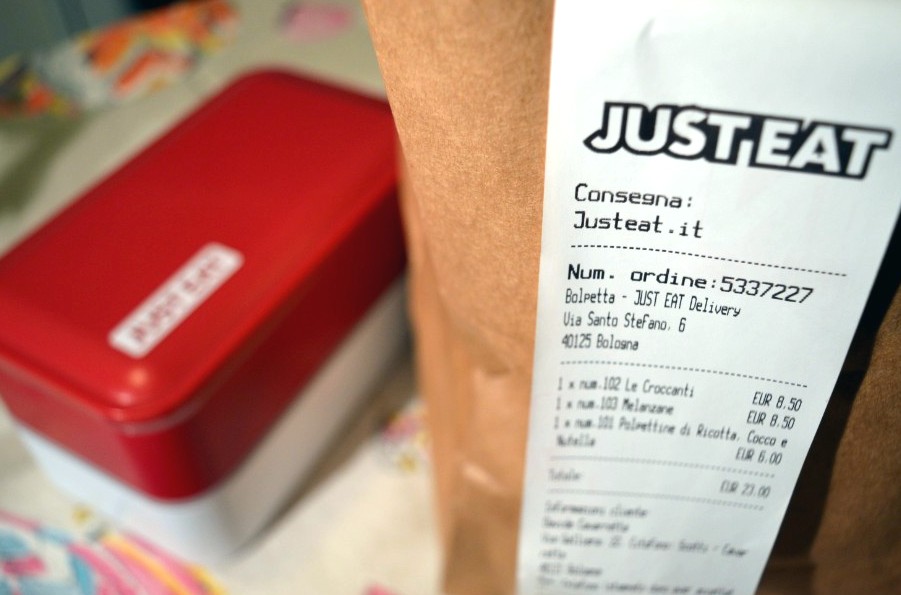 JUST EAT
JUST EAT
Consegna:
Justeat.it
Num. ordine:5337227
Bolpetta - JUST EAT Delivery
Via Santo Stefano, 6
40125 Bologna
1 x num.102 Le Croccanti EUR 8.50
1 x num.103 Melanzane EUR 8.50
1 x num.101 Polpettine di Ricotta, Cocco e
Nutella EUR 6.00
Totale: EUR 23.00
Informazioni cliente